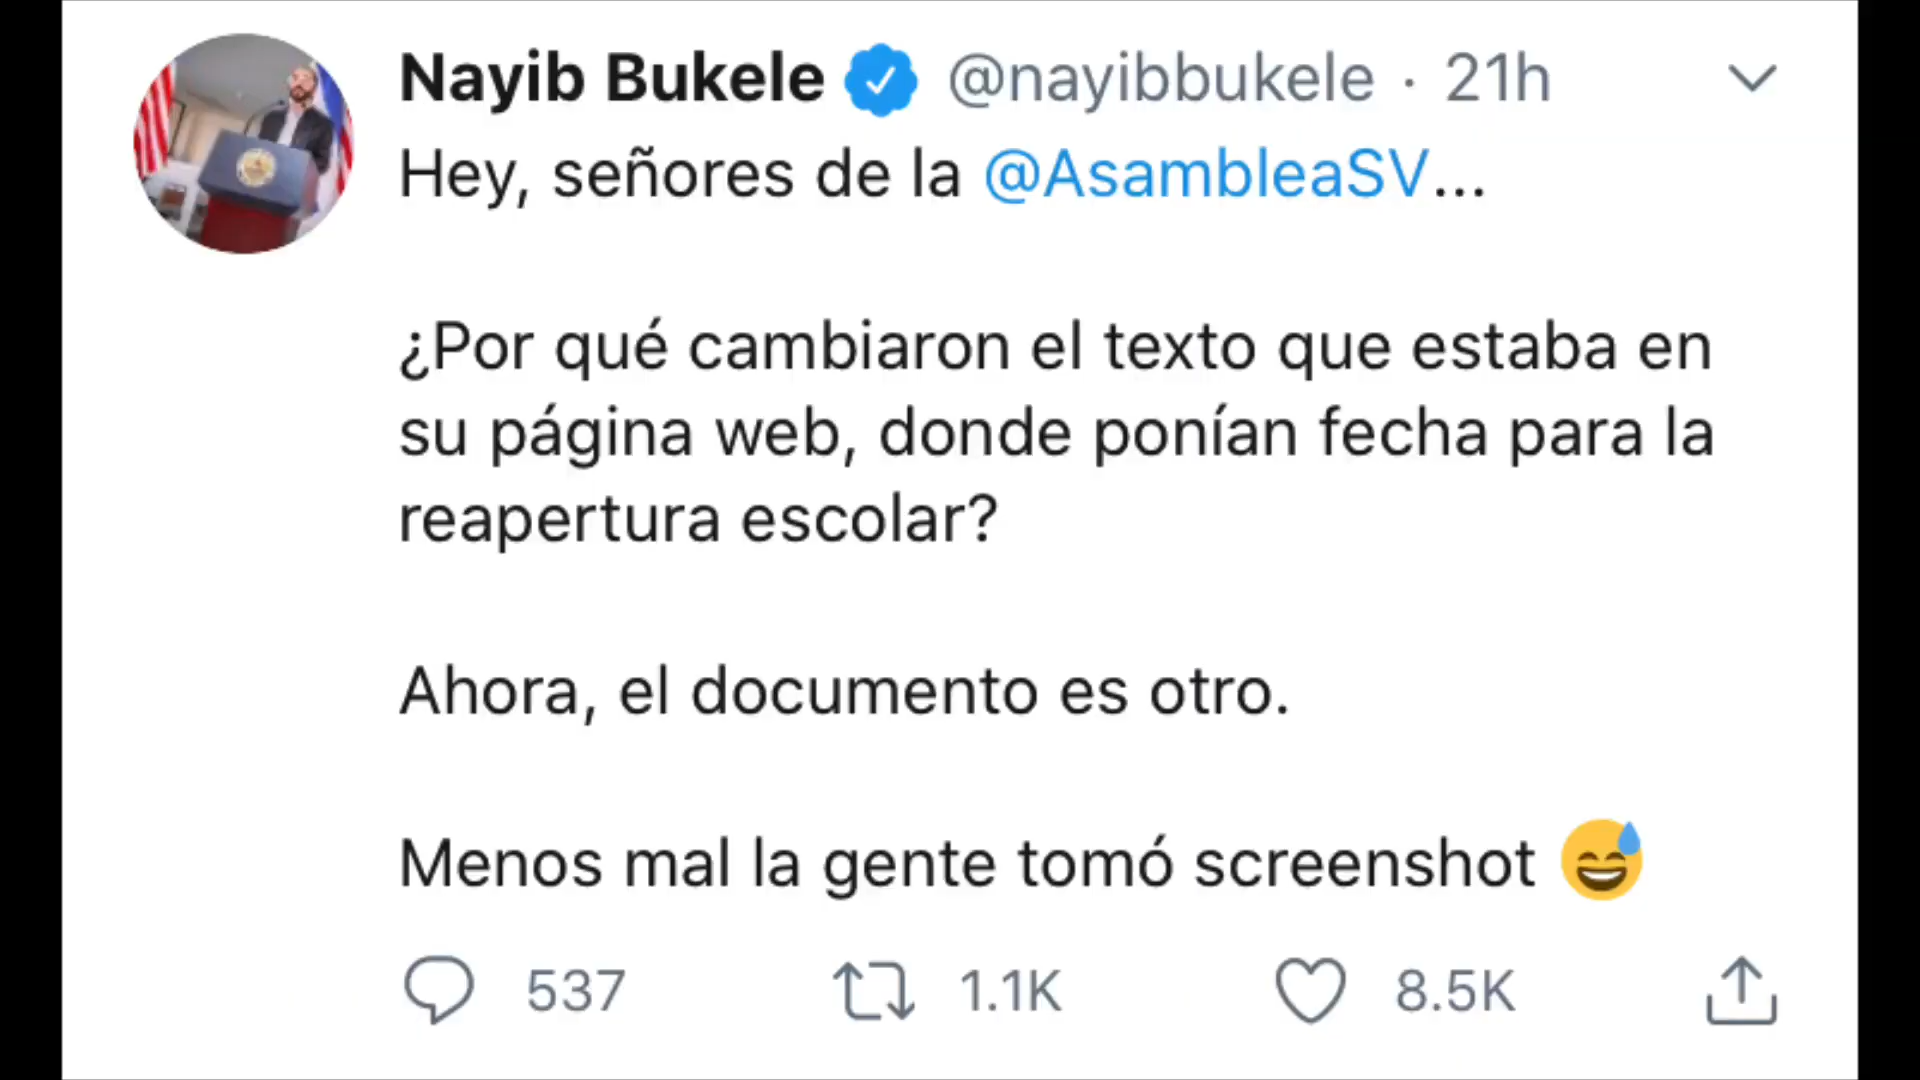 Nayib Bukele @nayibbukele · 21h
Hey, señores de la @AsambleaSV...
¿Por qué cambiaron el texto que estaba en
su página web, donde ponían fecha para la
reapertura escolar?
Ahora, el documento es otro.
Menos mal la gente tomó screenshot 😅
537 1.1K 8.5K